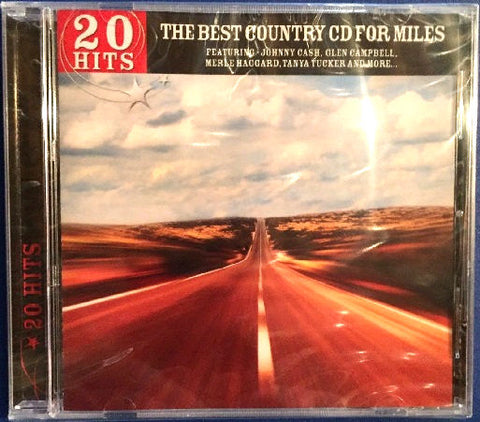 20
HITS
THE BEST COUNTRY CD FOR MILES
FEATURING - JOHNNY CASH, GLEN CAMPBELL,
MERLE HAGGARD, TANYA TUCKER AND MORE...
20 HITS